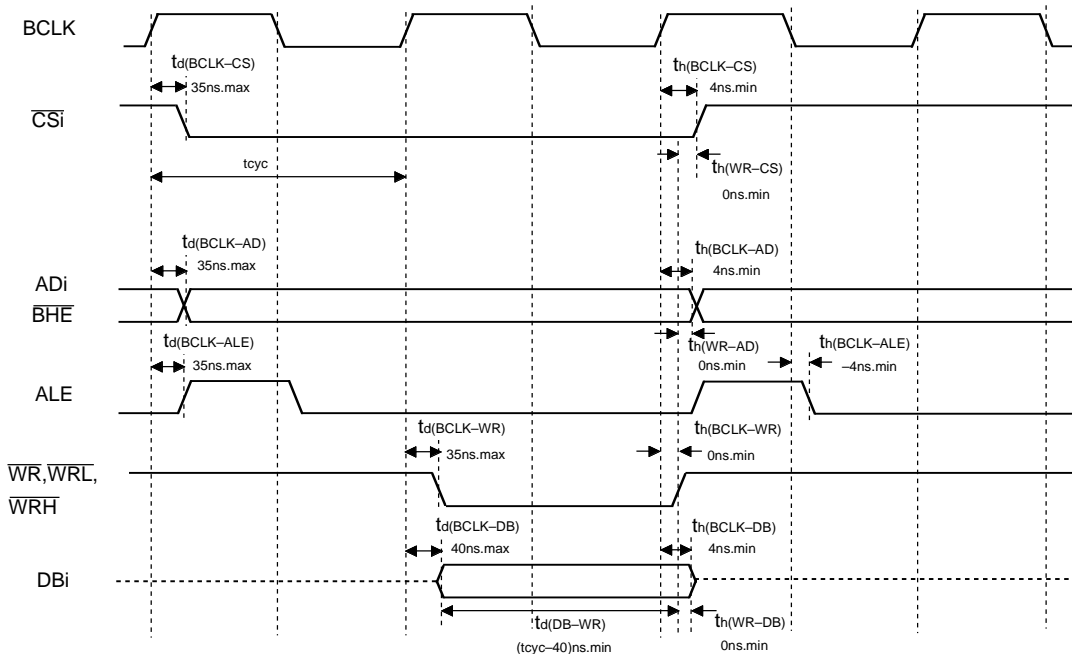 BCLK
td(BCLK–CS)
35ns.max
th(BCLK–CS)
4ns.min
CSi
tcyc
th(WR–CS)
0ns.min
td(BCLK–AD)
35ns.max
th(BCLK–AD)
4ns.min
ADi
BHE
td(BCLK–ALE)
35ns.max
th(WR–AD)
0ns.min
th(BCLK–ALE)
–4ns.min
ALE
td(BCLK–WR)
35ns.max
th(BCLK–WR)
0ns.min
WR,WRL,
WRH
td(BCLK–DB)
40ns.max
th(BCLK–DB)
4ns.min
DBi
td(DB–WR)
(tcyc–40)ns.min
th(WR–DB)
0ns.min